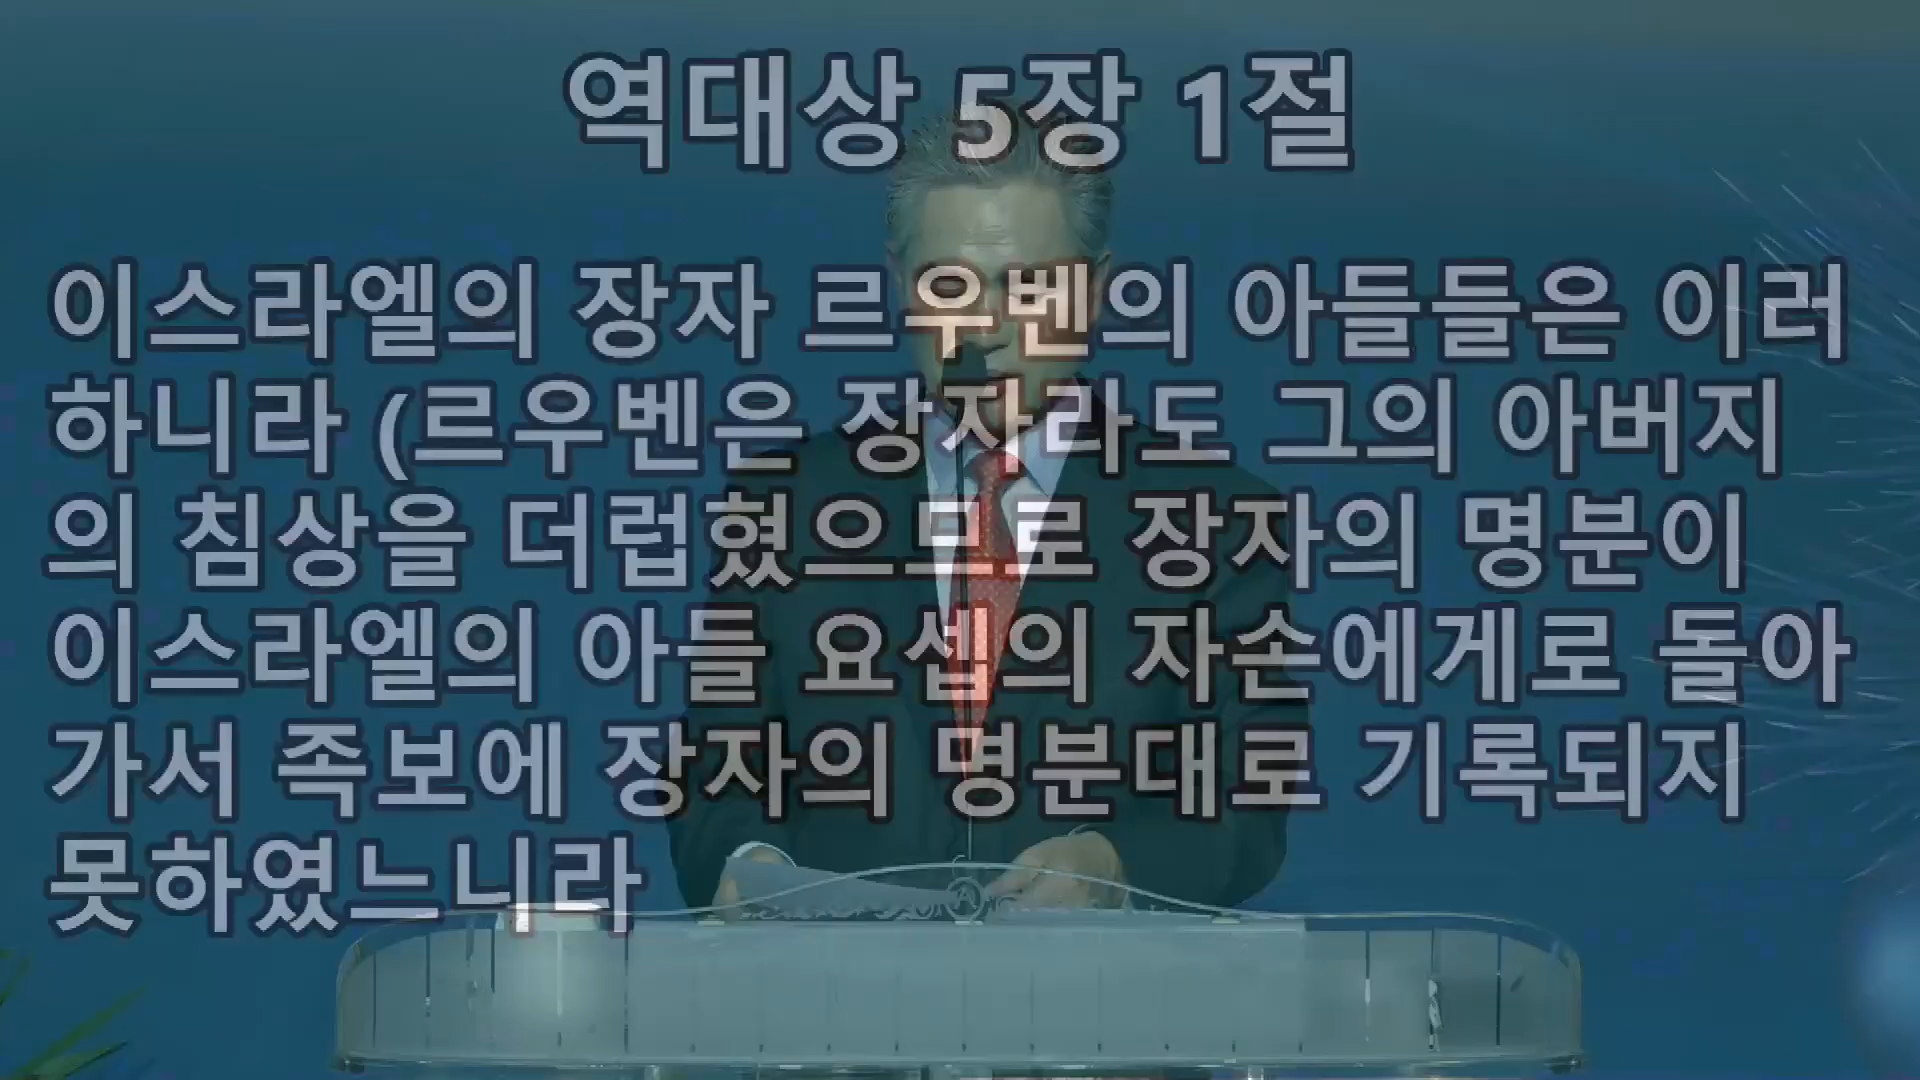 역대상 5장 1절
이스라엘의 장자 르우벤의 아들들은 이러
하니라 (르우벤은 장자라도 그의 아버지
의 침상을 더럽혔으므로 장자의 명분이
이스라엘의 아들 요셉의 자손에게로 돌아
가서 족보에 장자의 명분대로 기록되지
못하였느니라